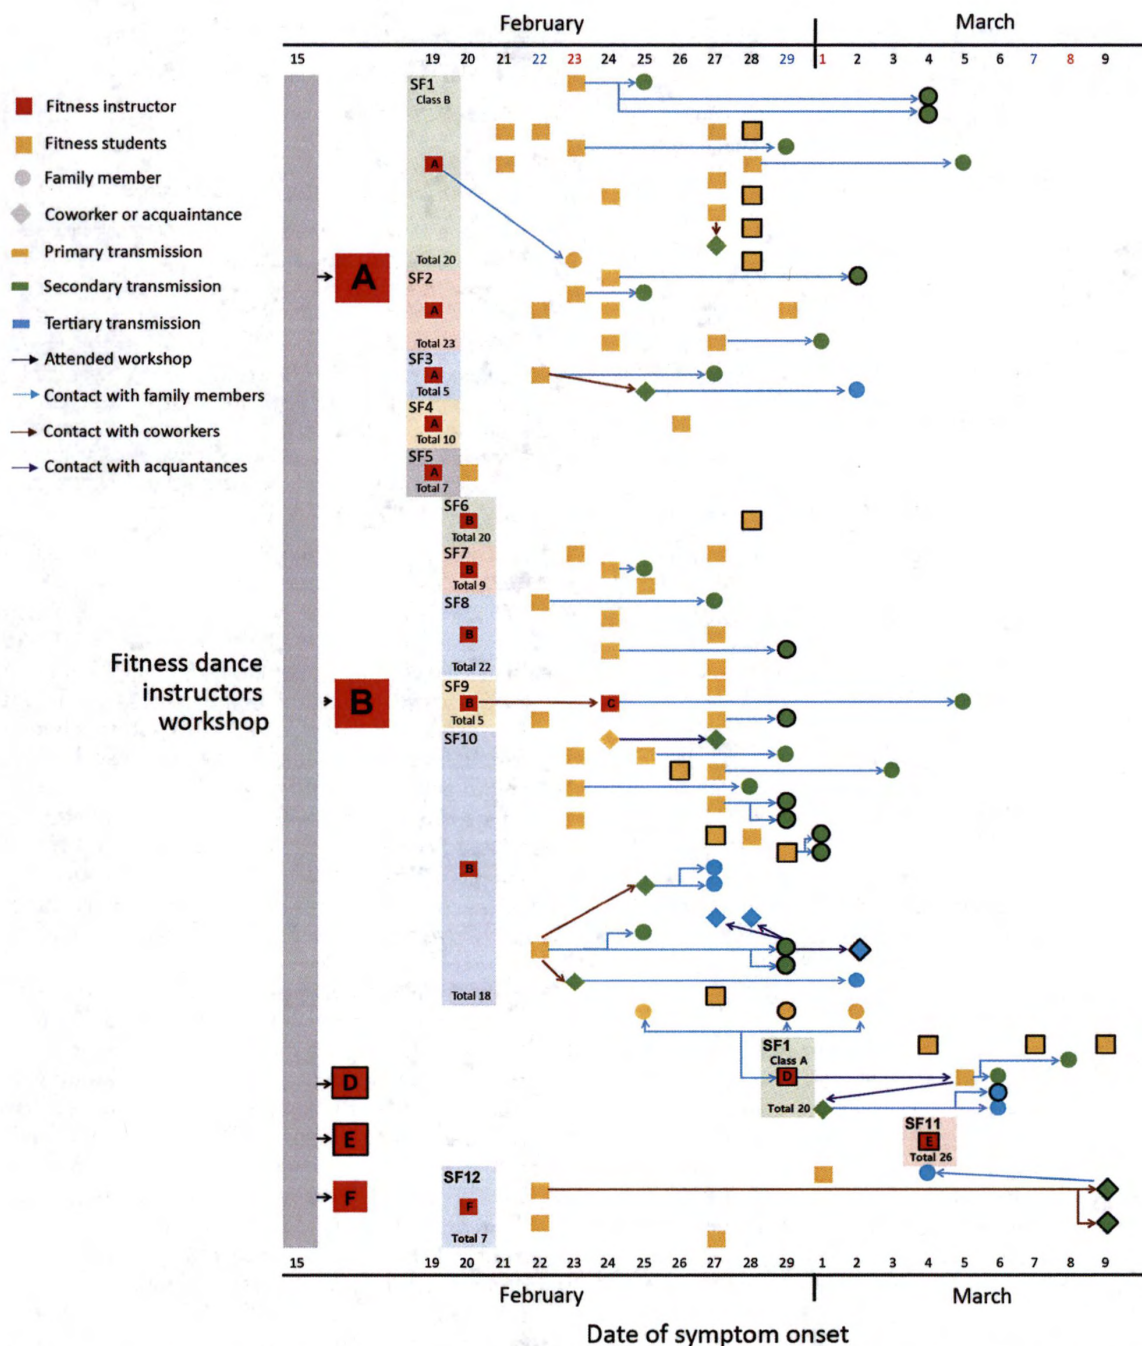 February March
15 19 20 21 22 23 24 25 26 27 28 29 1 2 3 4 5 6 7 8 9
Fitness instructor
Fitness students
Family member
Coworker or acquaintance
Primary transmission
Secondary transmission
Tertiary transmission
Attended workshop
Contact with family members
Contact with coworkers
Contact with acquantances
SF1
Class B
A
Total 20
A
SF2
A
Total 23
SF3
A
Total 5
SF4
A
Total 10
SF5
A
Total 7
SF6
B
Total 20
SF7
B
Total 9
SF8
B
Total 22
Fitness dance
instructors
workshop
B
SF9
B
C
Total 5
SF10
B
Total 18
SF1
Class A
D
D
Total 20
SF11
E
E
Total 26
SF12
F
F
Total 7
15 19 20 21 22 23 24 25 26 27 28 29 1 2 3 4 5 6 7 8 9
February March
Date of symptom onset